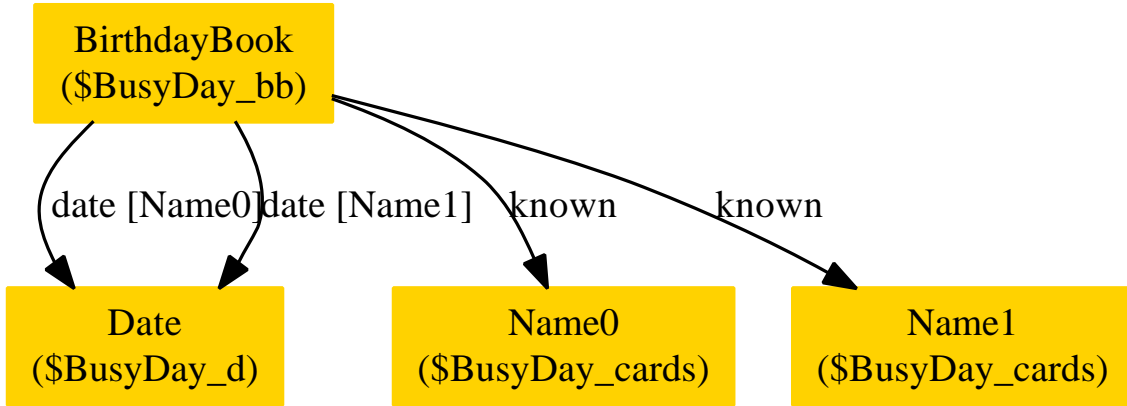 BirthdayBook
($BusyDay_bb)
date [Name0]
date [Name1]
known
known
Date
($BusyDay_d)
Name0
($BusyDay_cards)
Name1
($BusyDay_cards)